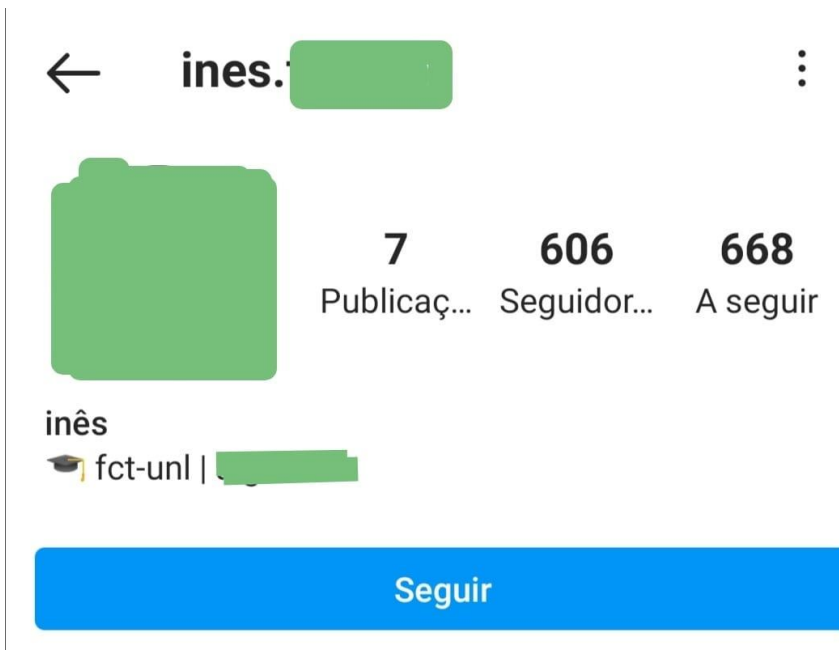 ines.
7 606 668
Publicaç... Seguidor... A seguir
inês
fct-unl |
Seguir